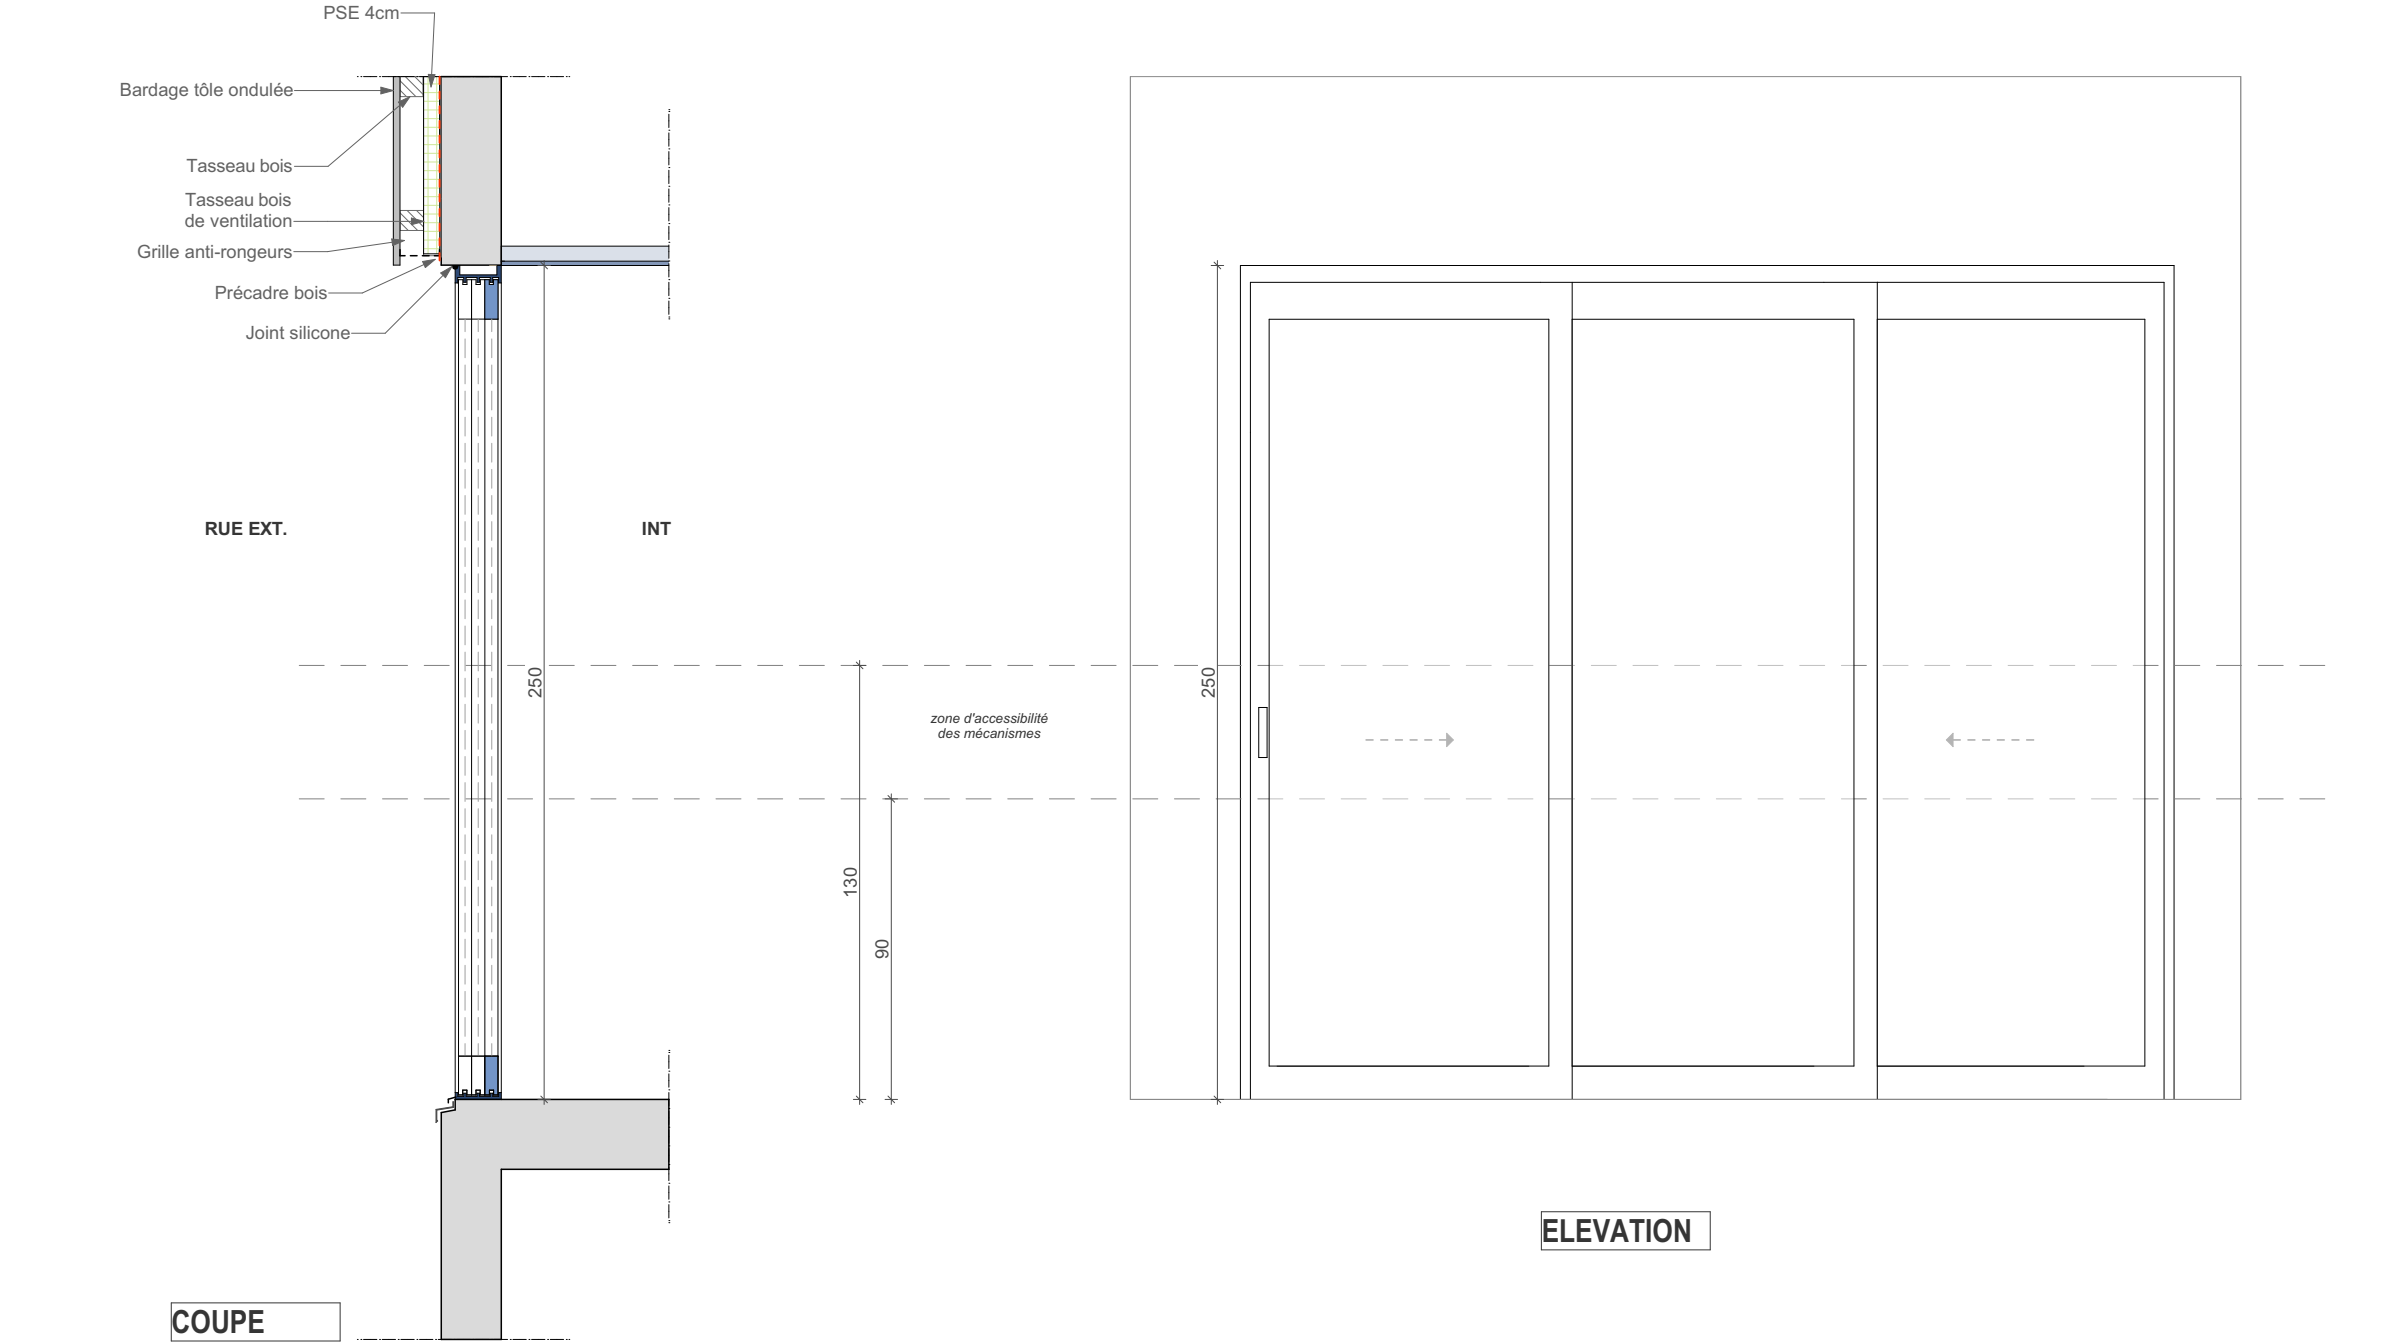 PSE 4cm
Bardage tôle ondulée
Tasseau bois
Tasseau bois
de ventilation
Grille anti-rongeurs
Précadre bois
Joint silicone
RUE EXT.
INT
250
zone d'accessibilité
des mécanismes
130
90
250
ELEVATION
COUPE